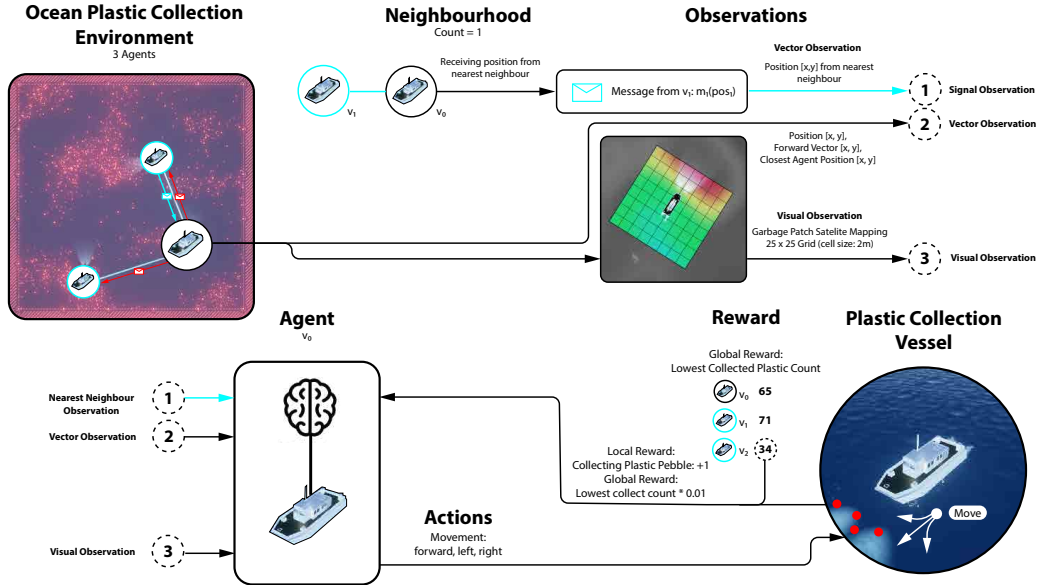 Ocean Plastic Collection
Environment
3 Agents
Neighbourhood
Count = 1
v₁
v₀
Receiving position from
nearest neighbour
Observations
Message from v₁: m₁(pos₁)
Vector Observation
Position [x,y] from nearest
neighbour
1
Signal Observation
2
Vector Observation
Position [x, y],
Forward Vector [x, y],
Closest Agent Position [x, y]
Visual Observation
Garbage Patch Satelite Mapping
25 x 25 Grid (cell size: 2m)
3
Visual Observation
Agent
v₀
Nearest Neighbour
Observation
1
Vector Observation
2
Visual Observation
3
Reward
Global Reward:
Lowest Collected Plastic Count
v₀ 65
v₁ 71
v₂ 34
Local Reward:
Collecting Plastic Pebble: +1
Global Reward:
Lowest collect count * 0.01
Actions
Movement:
forward, left, right
Plastic Collection
Vessel
Move